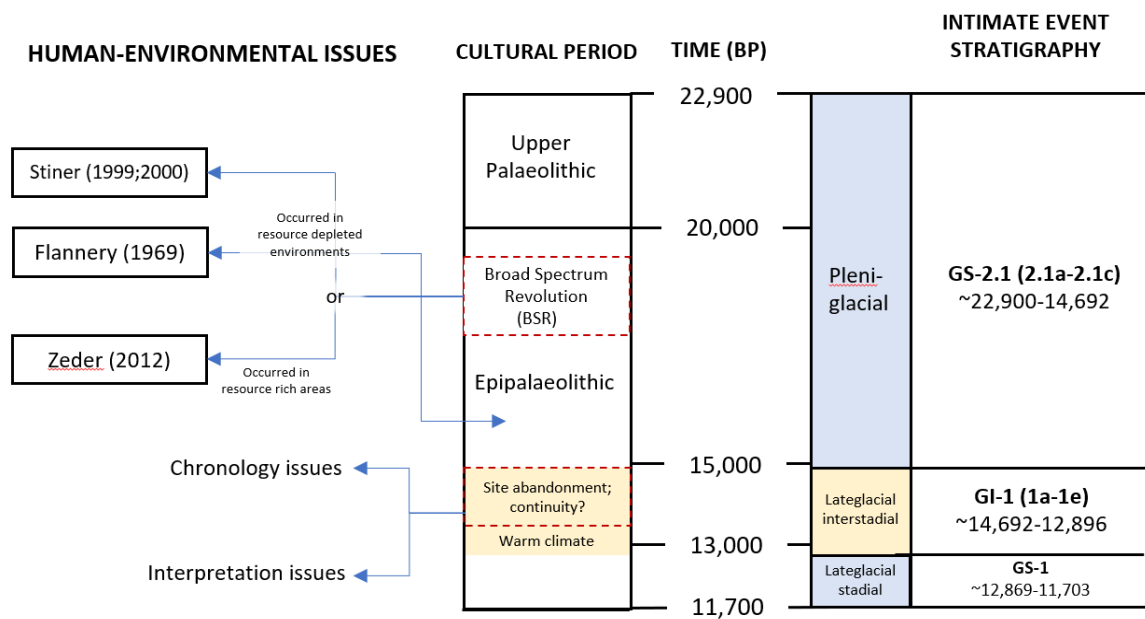 HUMAN-ENVIRONMENTAL ISSUES
CULTURAL PERIOD
TIME (BP)
INTIMATE EVENT
STRATIGRAPHY
Stiner (1999;2000)
Flannery (1969)
Zeder (2012)
Occurred in
resource depleted
environments
or
Occurred in
resource rich areas
Chronology issues
Interpretation issues
Upper
Palaeolithic
Broad Spectrum
Revolution
(BSR)
Epipalaeolithic
Site abandonment;
continuity?
Warm climate
22,900
20,000
15,000
13,000
11,700
Pleni-
glacial
Lateglacial
interstadial
Lateglacial
stadial
GS-2.1 (2.1a-2.1c)
~22,900-14,692
GI-1 (1a-1e)
~14,692-12,896
GS-1
~12,869-11,703